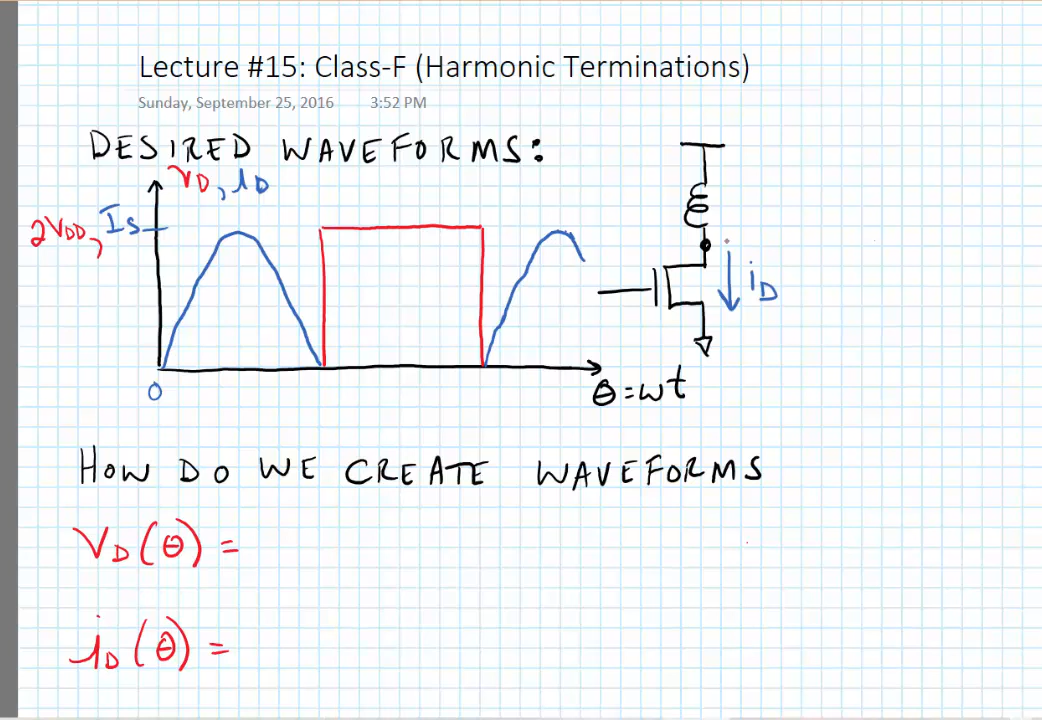 Lecture #15: Class-F (Harmonic Terminations)
Sunday, September 25, 2016 3:52 PM
DESIRED WAVEFORMS:
VD, iD
2VDD, Is
iD
0
θ=ωt
HOW DO WE CREATE WAVEFORMS
VD(θ)=
iD(θ)=